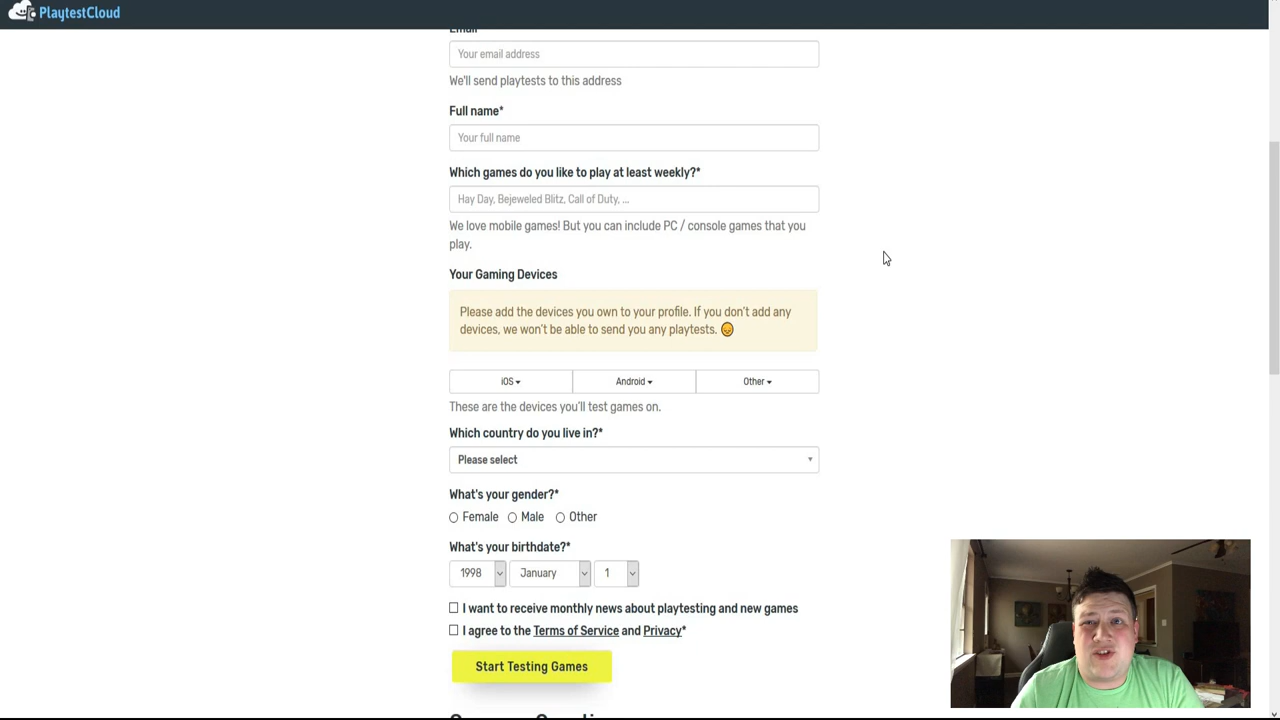 PlaytestCloud
Email
Your email address
We'll send playtests to this address
Full name*
Your full name
Which games do you like to play at least weekly?*
Hay Day, Bejeweled Blitz, Call of Duty, ...
We love mobile games! But you can include PC / console games that you
play.
Your Gaming Devices
Please add the devices you own to your profile. If you don't add any
devices, we won't be able to send you any playtests.
iOS Android Other
These are the devices you'll test games on.
Which country do you live in?*
Please select
What's your gender?*
Female Male Other
What's your birthdate?*
1998 January 1
I want to receive monthly news about playtesting and new games
I agree to the Terms of Service and Privacy*
Start Testing Games